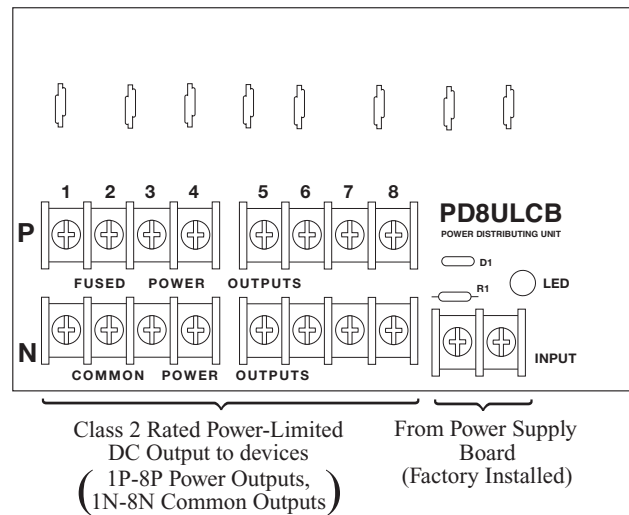 1 2 3 4 5 6 7 8
P
PD8ULCB
POWER DISTRIBUTING UNIT
D1
FUSED POWER OUTPUTS
LED
R1
N
INPUT
COMMON POWER OUTPUTS
Class 2 Rated Power-Limited
DC Output to devices
(1P-8P Power Outputs,
1N-8N Common Outputs)
From Power Supply
Board
(Factory Installed)